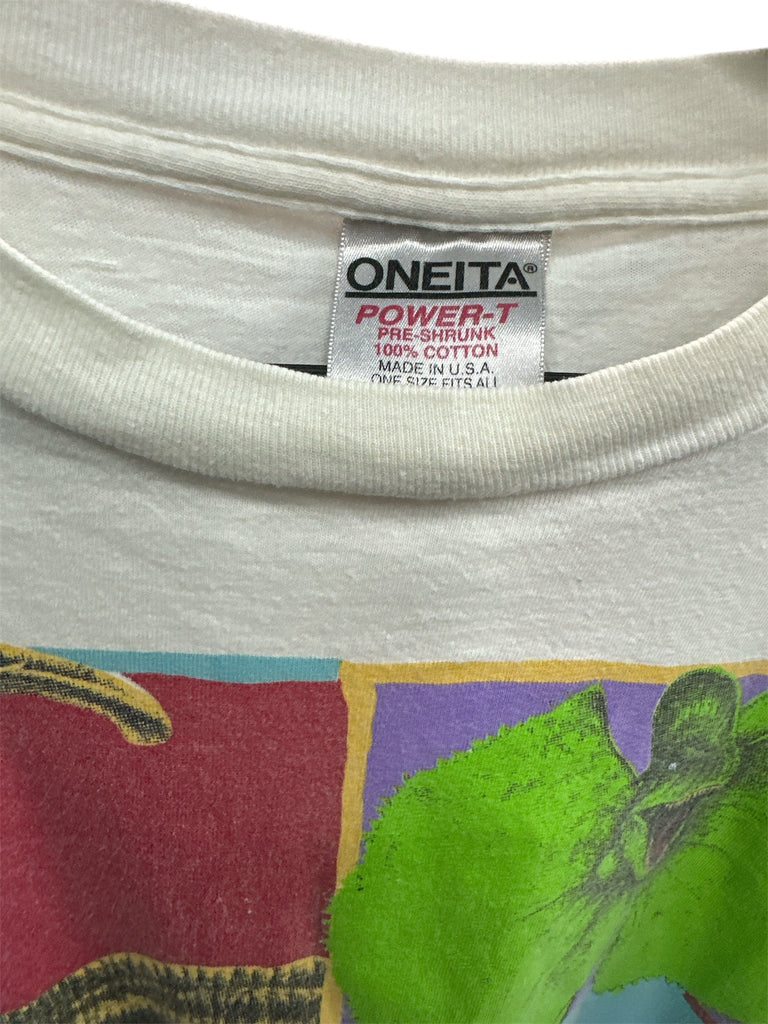 ONEITA®
POWER-T
PRE-SHRUNK
100% COTTON
MADE IN U.S.A.
ONE SIZE FITS ALL